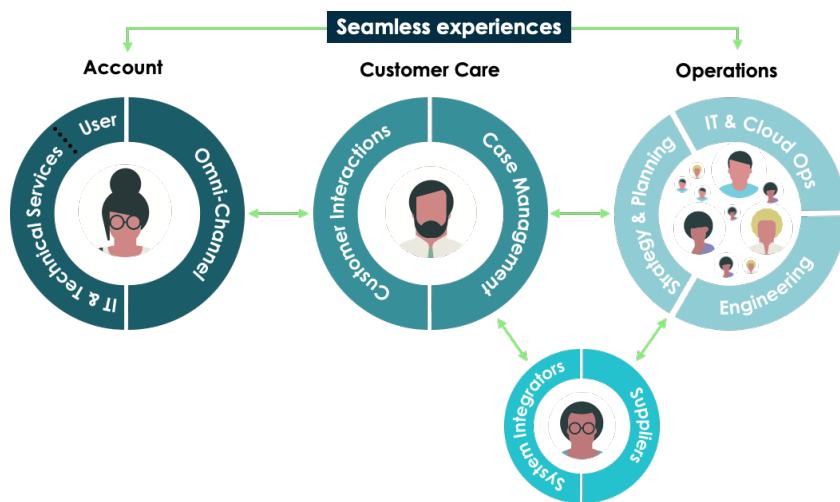 Seamless experiences
Account
Customer Care
Operations
User
IT & Technical Services
Omni-Channel
Customer Interactions
Case Management
Strategy & Planning
IT & Cloud Ops
Engineering
System Integrators
Suppliers